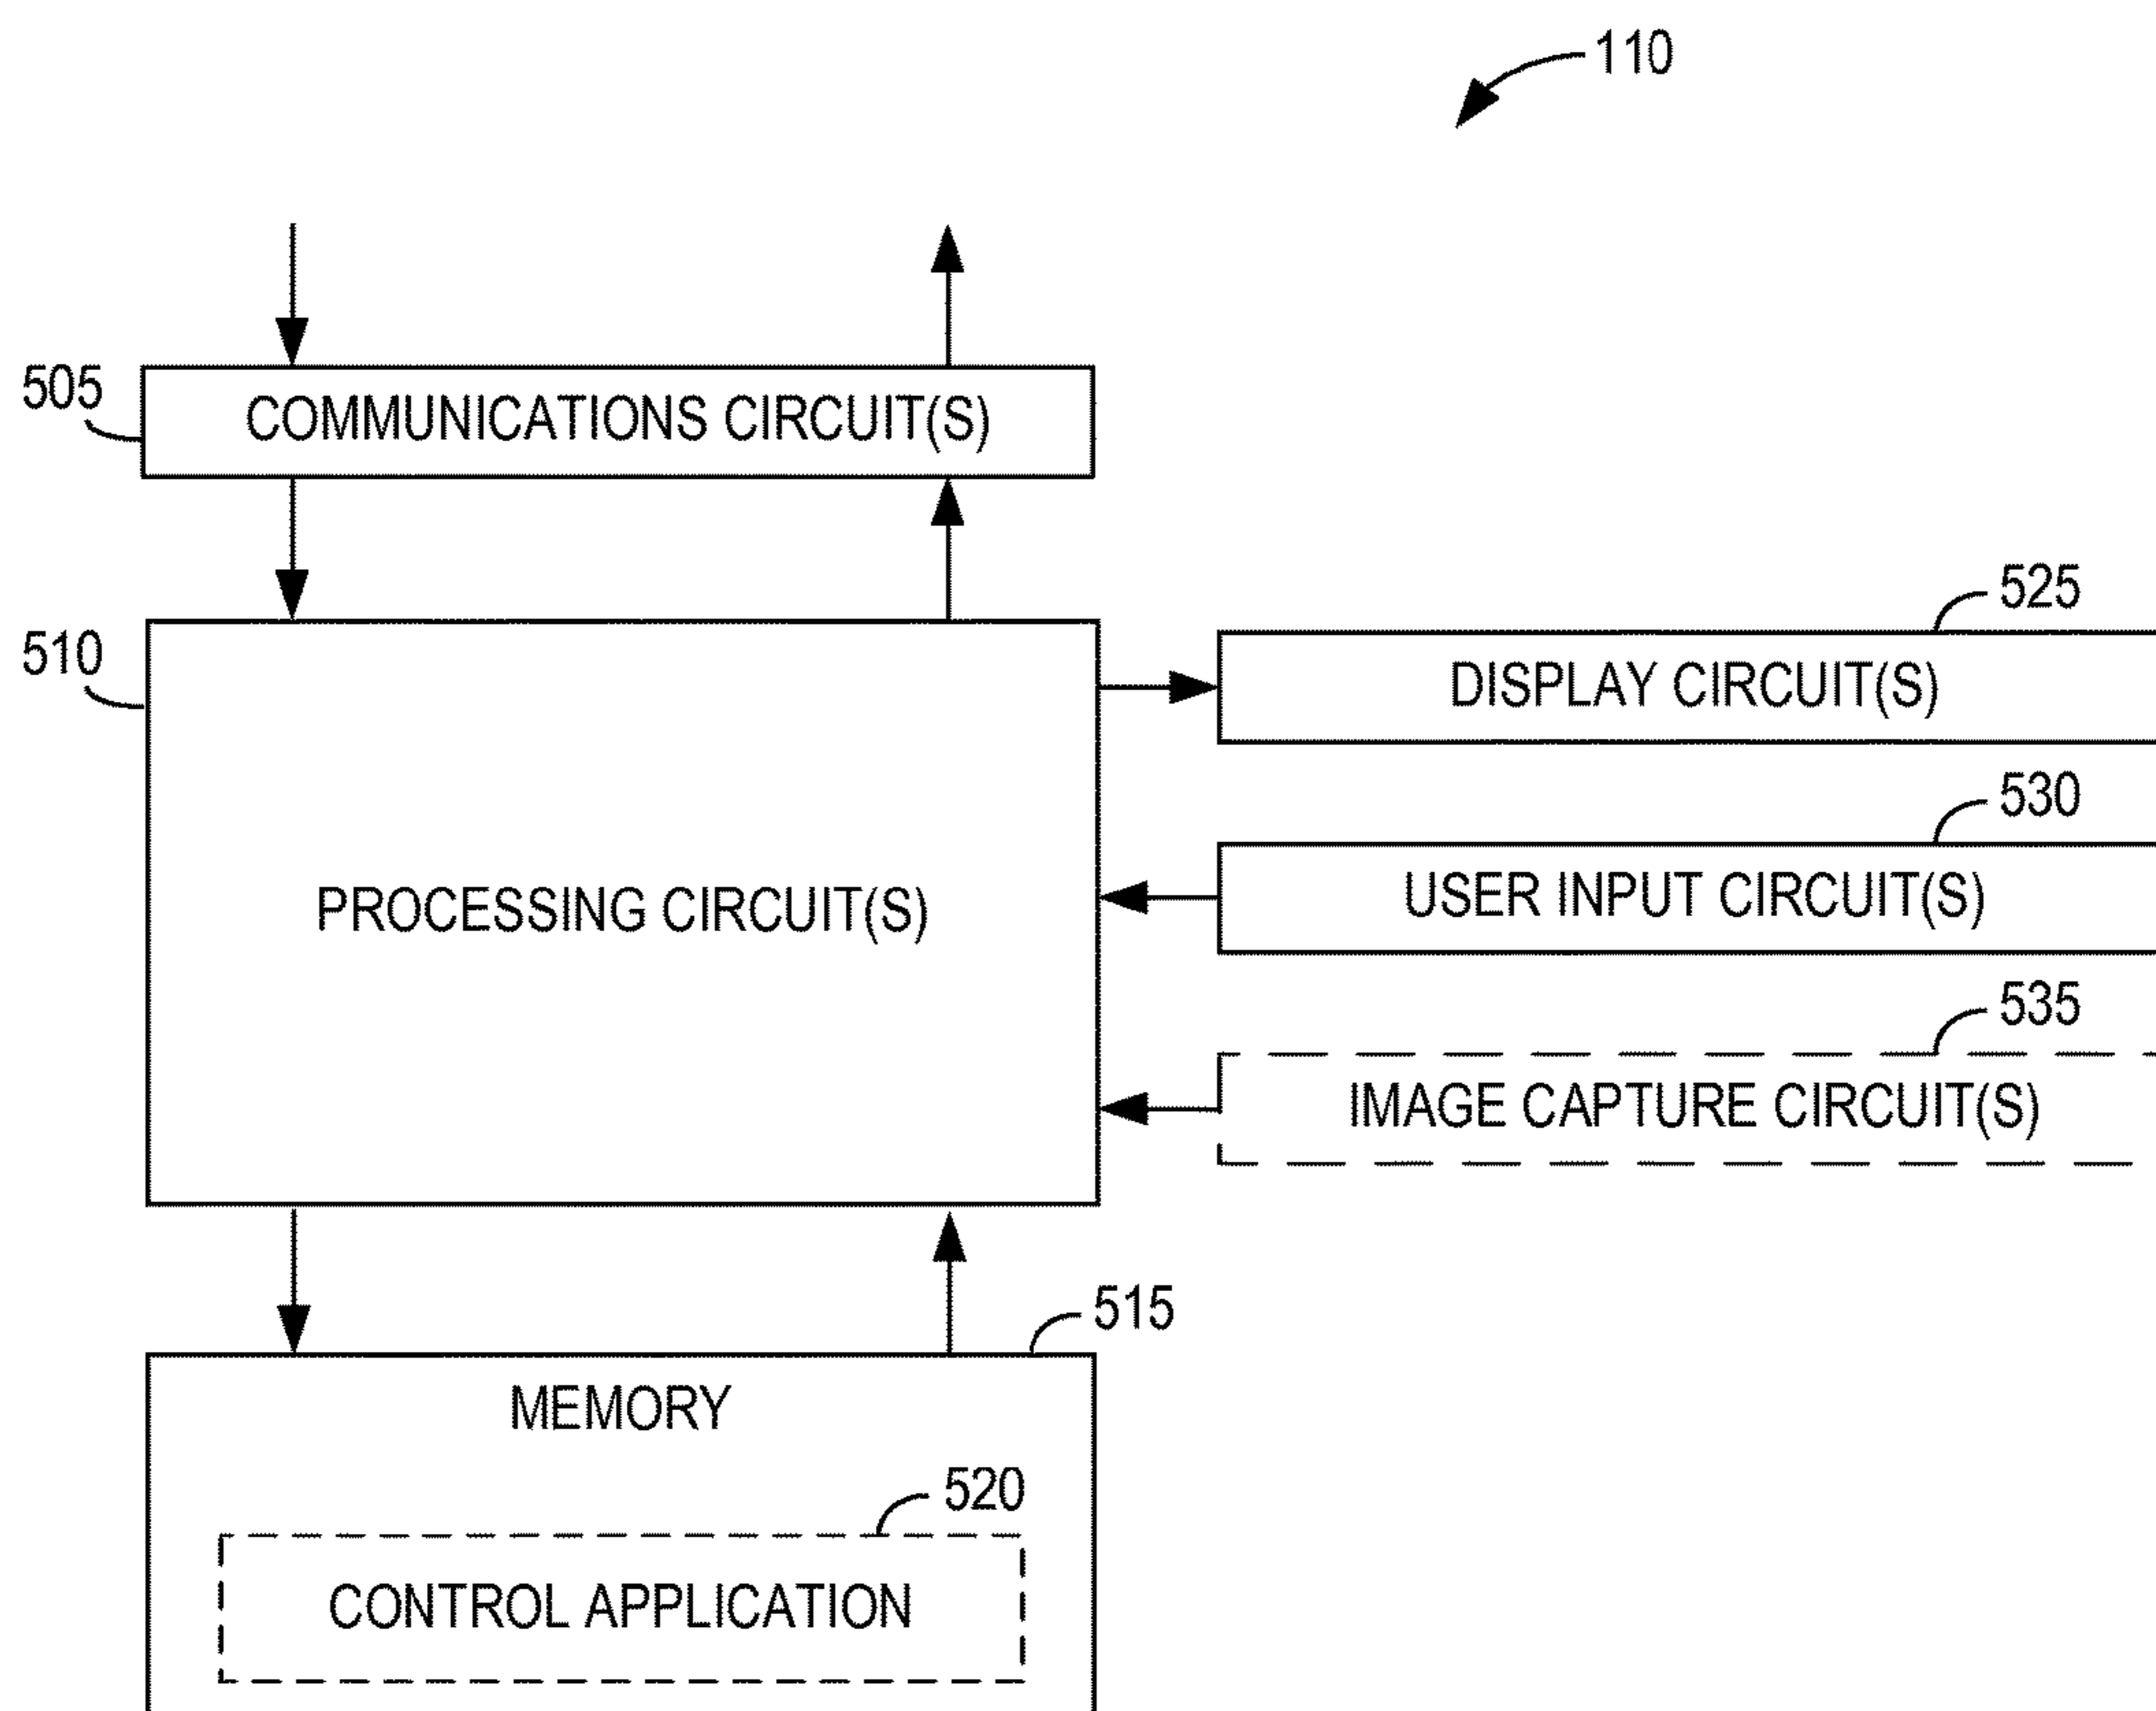 110
505
COMMUNICATIONS CIRCUIT(S)
525
510
DISPLAY CIRCUIT(S)
530
USER INPUT CIRCUIT(S)
PROCESSING CIRCUIT(S)
535
IMAGE CAPTURE CIRCUIT(S)
515
MEMORY
520
CONTROL APPLICATION